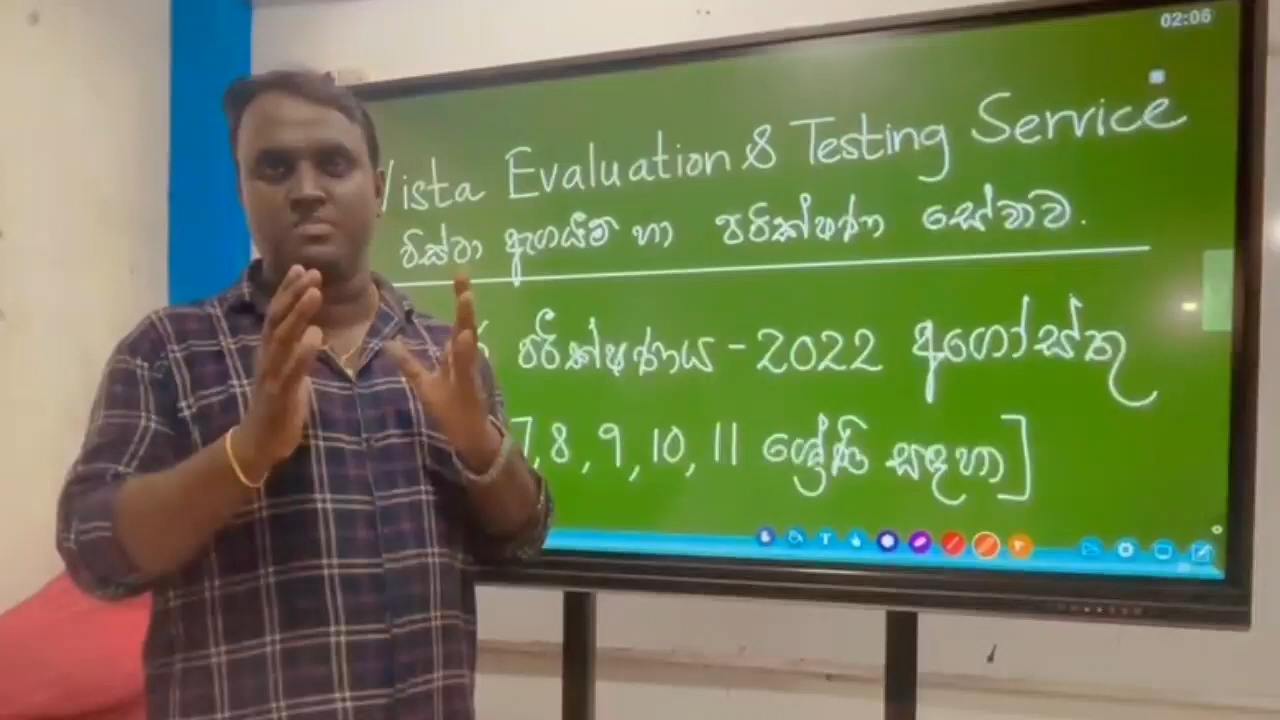 02:06
Vista Evaluation & Testing Service
විස්ටා ඇගයීම් හා පරීක්ෂණ සේවාව.
පරීක්ෂණය - 2022 අගෝස්තු
7, 8, 9, 10, 11 ශ්‍රේණි සඳහා]